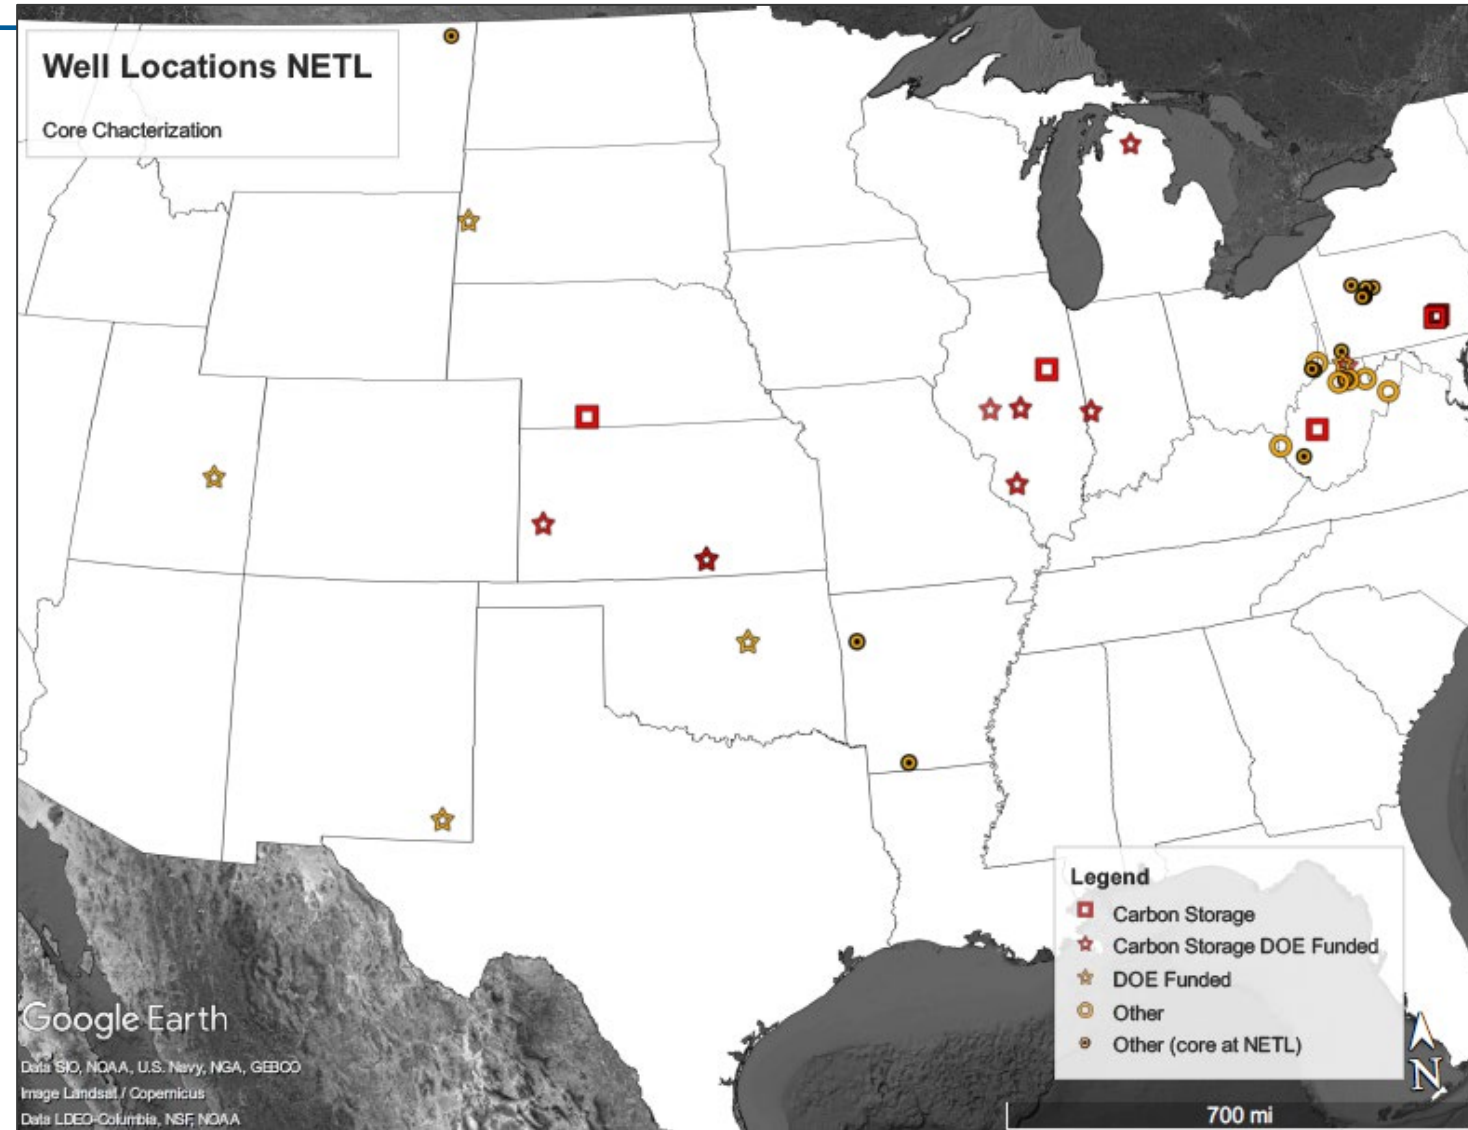 Well Locations NETL
Core Chacterization
Legend
Carbon Storage
Carbon Storage DOE Funded
DOE Funded
Other
Other (core at NETL)
Google Earth
Data SIO, NOAA, U.S. Navy, NGA, GEBCO
Image Landsat / Copernicus
Data LDEO-Columbia, NSF, NOAA
N
700 mi